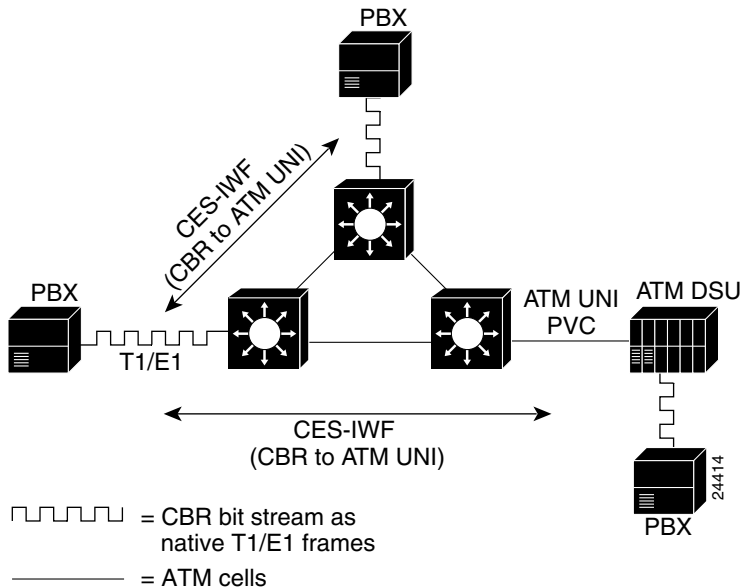 PBX
CES-IWF
(CBR to ATM UNI)
PBX
T1/E1
ATM UNI
PVC
ATM DSU
CES-IWF
(CBR to ATM UNI)
24414
PBX
= CBR bit stream as
native T1/E1 frames
= ATM cells